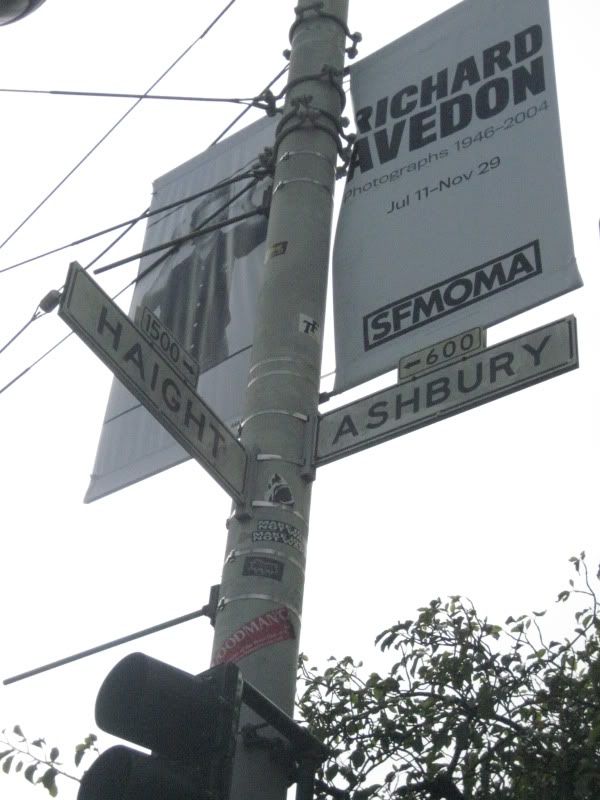 RICHARD
AVEDON
Photographs 1946–2004
Jul 11–Nov 29
SFMOMA
1500→
HAIGHT
←600
ASHBURY